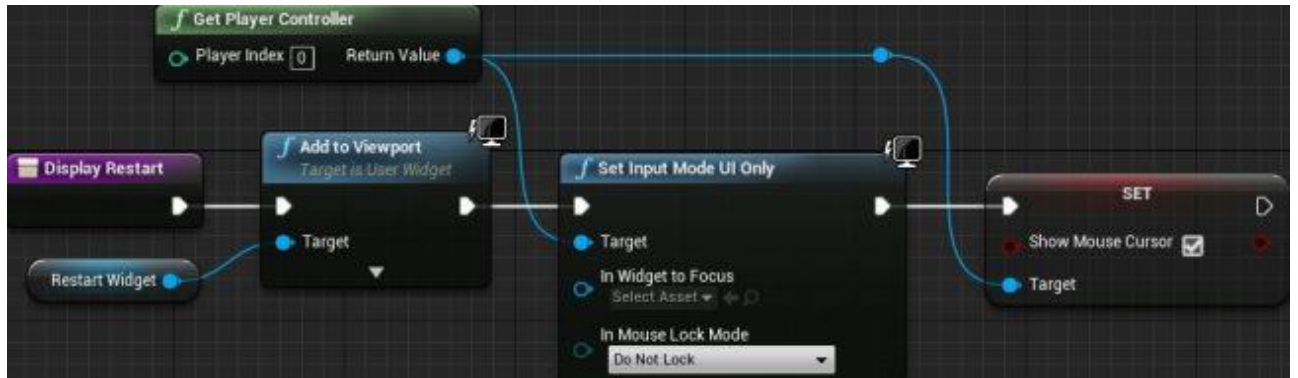 Get Player Controller
Player Index 0 Return Value
Display Restart
Add to Viewport
Target is User Widget
Target
Restart Widget
Set Input Mode UI Only
Target
In Widget to Focus
Select Asset
In Mouse Lock Mode
Do Not Lock
SET
Show Mouse Cursor
Target